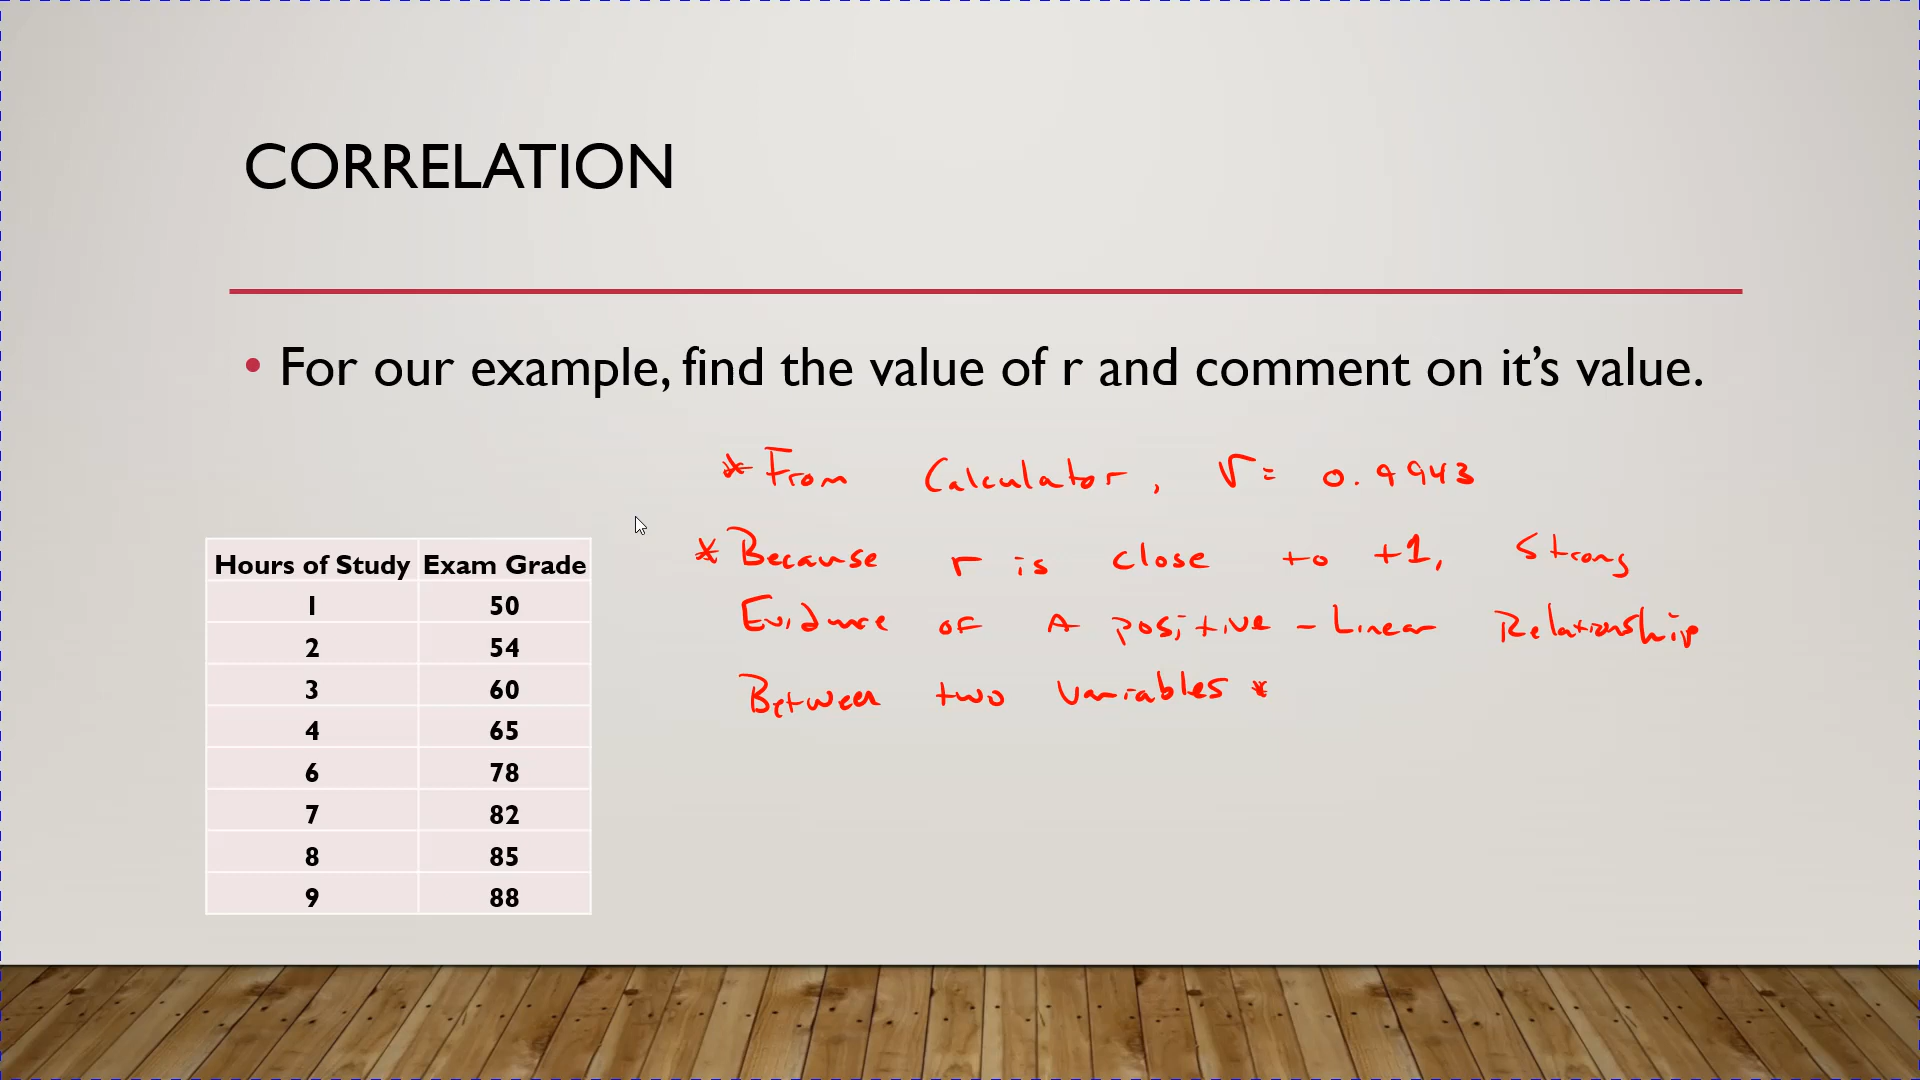 CORRELATION
• For our example, find the value of r and comment on it's value.
* From Calculator, r = 0.9943
* Because r is close to +1, Strong
Evidence of A positive - Linear Relationship
Between two variables *
Hours of Study Exam Grade
1 50
2 54
3 60
4 65
6 78
7 82
8 85
9 88